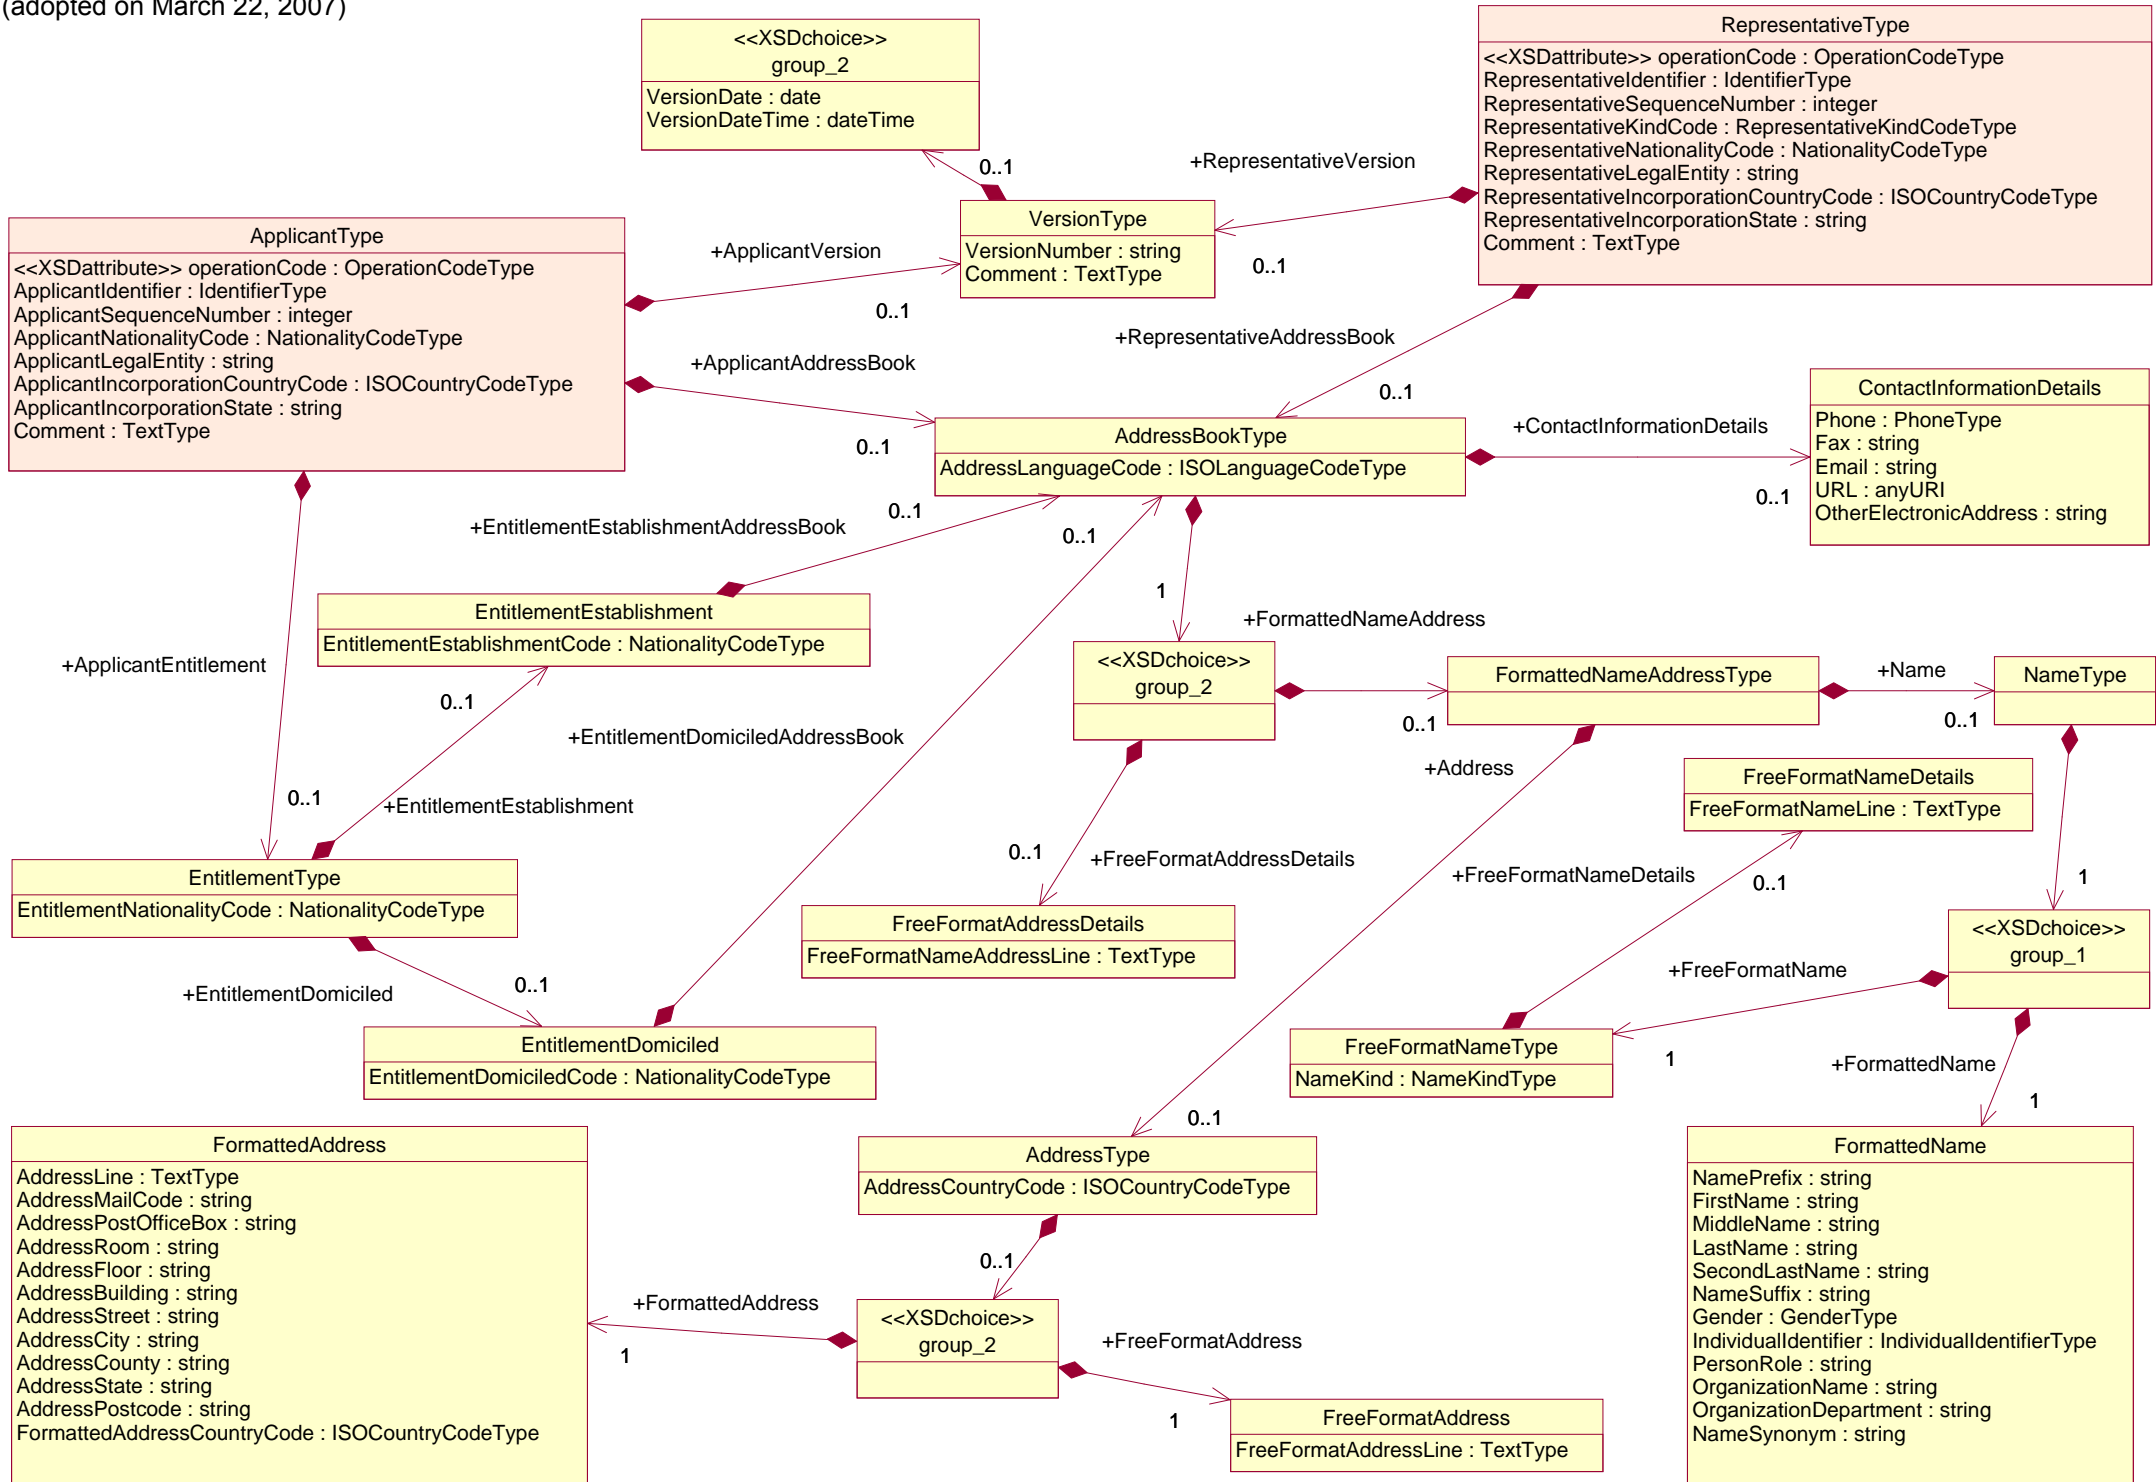 (adopted on March 22, 2007)
<<XSDchoice>>
group_2
VersionDate : date
VersionDateTime : dateTime
RepresentativeType
<<XSDattribute>> operationCode : OperationCodeType
RepresentativeIdentifier : IdentifierType
RepresentativeSequenceNumber : integer
RepresentativeKindCode : RepresentativeKindCodeType
RepresentativeNationalityCode : NationalityCodeType
RepresentativeLegalEntity : string
RepresentativeIncorporationCountryCode : ISOCountryCodeType
RepresentativeIncorporationState : string
Comment : TextType
0..1
+RepresentativeVersion
VersionType
VersionNumber : string
Comment : TextType
0..1
ApplicantType
<<XSDattribute>> operationCode : OperationCodeType
ApplicantIdentifier : IdentifierType
ApplicantSequenceNumber : integer
ApplicantNationalityCode : NationalityCodeType
ApplicantLegalEntity : string
ApplicantIncorporationCountryCode : ISOCountryCodeType
ApplicantIncorporationState : string
Comment : TextType
+ApplicantVersion
0..1
+RepresentativeAddressBook
0..1
+ApplicantAddressBook
0..1
AddressBookType
AddressLanguageCode : ISOLanguageCodeType
+ContactInformationDetails
0..1
ContactInformationDetails
Phone : PhoneType
Fax : string
Email : string
URL : anyURI
OtherElectronicAddress : string
+EntitlementEstablishmentAddressBook
0..1
0..1
1
EntitlementEstablishment
EntitlementEstablishmentCode : NationalityCodeType
+FormattedNameAddress
<<XSDchoice>>
group_2
0..1
FormattedNameAddressType
+Name
0..1
NameType
+ApplicantEntitlement
0..1
0..1
+EntitlementEstablishment
+EntitlementDomiciledAddressBook
+Address
FreeFormatNameDetails
FreeFormatNameLine : TextType
0..1
+FreeFormatAddressDetails
+FreeFormatNameDetails
0..1
1
EntitlementType
EntitlementNationalityCode : NationalityCodeType
FreeFormatAddressDetails
FreeFormatNameAddressLine : TextType
<<XSDchoice>>
group_1
+FreeFormatName
+EntitlementDomiciled
0..1
EntitlementDomiciled
EntitlementDomiciledCode : NationalityCodeType
FreeFormatNameType
NameKind : NameKindType
1
+FormattedName
1
0..1
FormattedAddress
AddressLine : TextType
AddressMailCode : string
AddressPostOfficeBox : string
AddressRoom : string
AddressFloor : string
AddressBuilding : string
AddressStreet : string
AddressCity : string
AddressCounty : string
AddressState : string
AddressPostcode : string
FormattedAddressCountryCode : ISOCountryCodeType
AddressType
AddressCountryCode : ISOCountryCodeType
0..1
+FormattedAddress
1
<<XSDchoice>>
group_2
+FreeFormatAddress
1
FreeFormatAddress
FreeFormatAddressLine : TextType
FormattedName
NamePrefix : string
FirstName : string
MiddleName : string
LastName : string
SecondLastName : string
NameSuffix : string
Gender : GenderType
IndividualIdentifier : IndividualIdentifierType
PersonRole : string
OrganizationName : string
OrganizationDepartment : string
NameSynonym : string